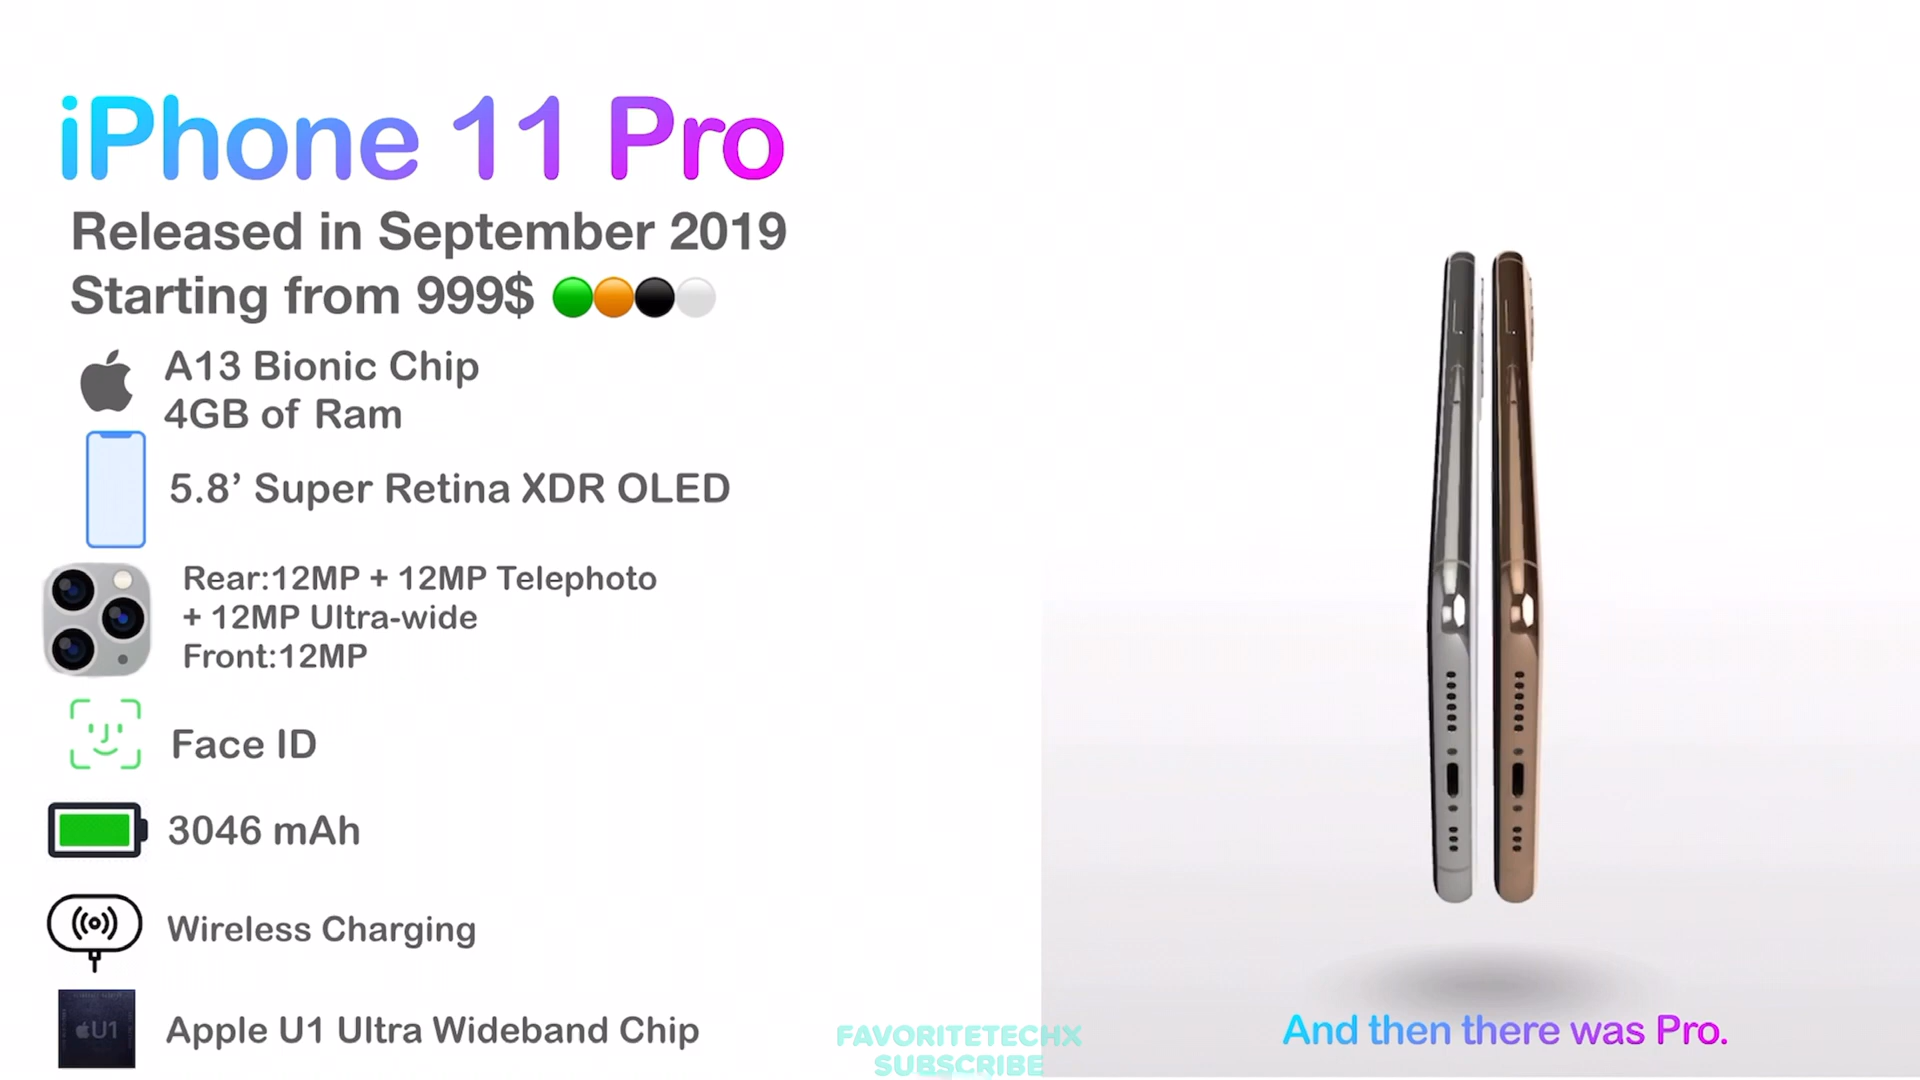 iPhone 11 Pro
Released in September 2019
Starting from 999$
A13 Bionic Chip
4GB of Ram
5.8’ Super Retina XDR OLED
Rear:12MP + 12MP Telephoto
+ 12MP Ultra-wide
Front:12MP
Face ID
3046 mAh
Wireless Charging
U1
Apple U1 Ultra Wideband Chip
FAVORITETECHX
SUBSCRIBE
And then there was Pro.